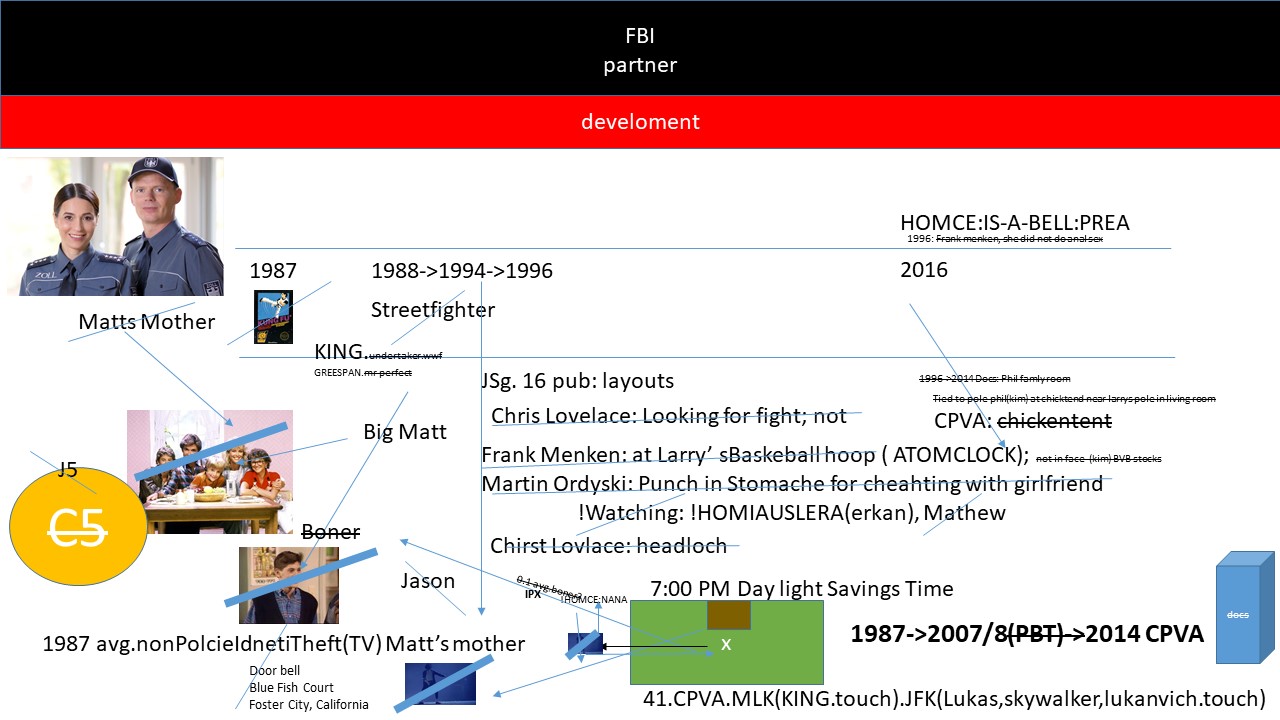 FBI
partner
develoment
HOMCE:IS-A-BELL:PREA
1996: Frank menken, she did not do anal sex
1987
1988->1994->1996
2016
ZOLL
Streetfighter
Matts Mother
KUNG FU
KING.undertaker.wwf
GREESPAN.mr perfect
JSg. 16 pub: layouts
1996->2014 Docs: Phil famly room
Tied to pole phil(kim) at chicktend near larrys pole in living room
Chris Lovelace: Looking for fight; not
CPVA: chickentent
Big Matt
Frank Menken: at Larry’ sBaskeball hoop ( ATOMCLOCK); not in face (kim) BVB stocks
J5
Martin Ordyski: Punch in Stomache for cheahting with girlfriend
!Watching: !HOMIAUSLERA(erkan), Mathew
C5
Boner
Chirst Lovlace: headloch
Jason
0.1 avg boner?
IPX
!HOMCE:NANA
7:00 PM Day light Savings Time
docs
1987 avg.nonPolcieIdnetiTheft(TV) Matt’s mother
X
1987->2007/8(PBT) ->2014 CPVA
Door bell
Blue Fish Court
Foster City, California
41.CPVA.MLK(KING.touch).JFK(Lukas,skywalker,lukanvich.touch)